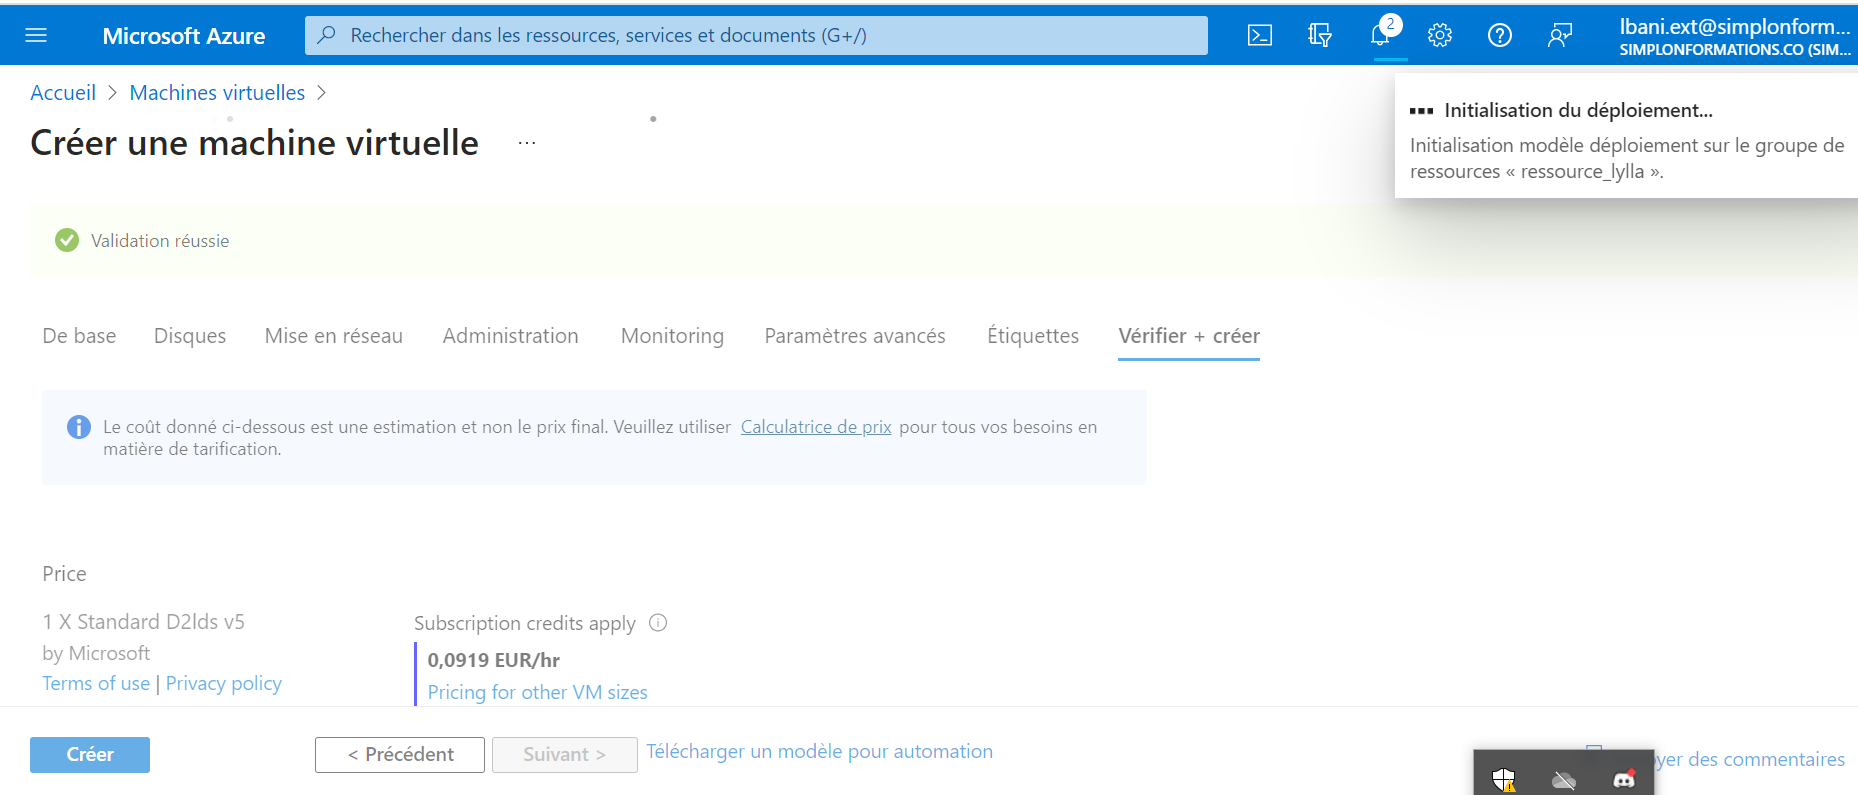 Microsoft Azure
Rechercher dans les ressources, services et documents (G+/)
2
lbani.ext@simplonform...
SIMPLONFORMATIONS.CO (SIM...
Accueil > Machines virtuelles >
Créer une machine virtuelle ...
Initialisation du déploiement...
Initialisation modèle déploiement sur le groupe de
ressources « ressource_lylla ».
Validation réussie
De base Disques Mise en réseau Administration Monitoring Paramètres avancés Étiquettes Vérifier + créer
Le coût donné ci-dessous est une estimation et non le prix final. Veuillez utiliser Calculatrice de prix pour tous vos besoins en
matière de tarification.
Price
1 X Standard D2lds v5
by Microsoft
Terms of use | Privacy policy
Subscription credits apply
0,0919 EUR/hr
Pricing for other VM sizes
Créer
< Précédent
Suivant >
Télécharger un modèle pour automation
des commentaires